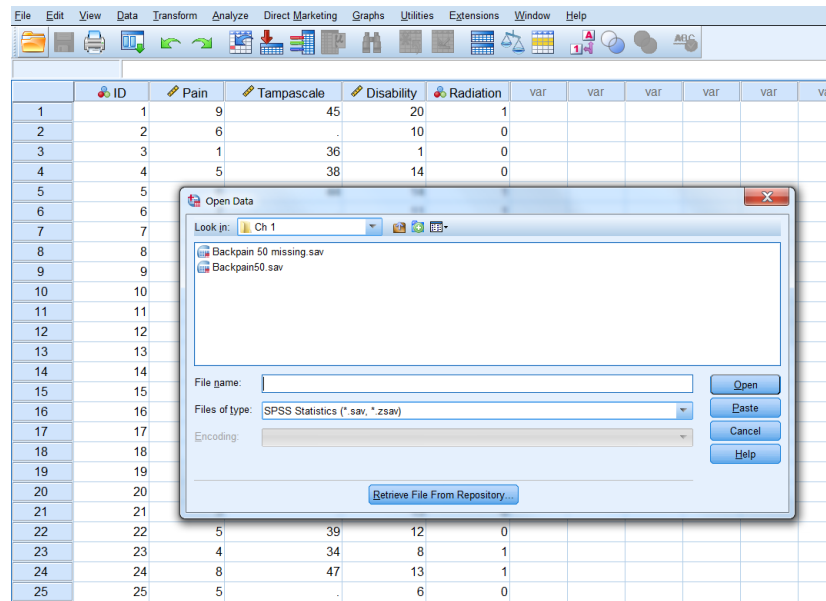 File Edit View Data Transform Analyze Direct Marketing Graphs Utilities Extensions Window Help
ID Pain Tampascale Disability Radiation var var var var var
1 1 9 45 20 1
2 2 6 . 10 0
3 3 1 36 1 0
4 4 5 38 14 0
5 5
6 6
7 7
8 8
9 9
10 10
11 11
12 12
13 13
14 14
15 15
16 16
17 17
18 18
19 19
20 20
21 21
22 22 5 39 12 0
23 23 4 34 8 1
24 24 8 47 13 1
25 25 5 . 6 0
Open Data
Look in: Ch 1
Backpain 50 missing.sav
Backpain50.sav
File name:
Open
Files of type: SPSS Statistics (*.sav, *.zsav)
Paste
Encoding:
Cancel
Help
Retrieve File From Repository...